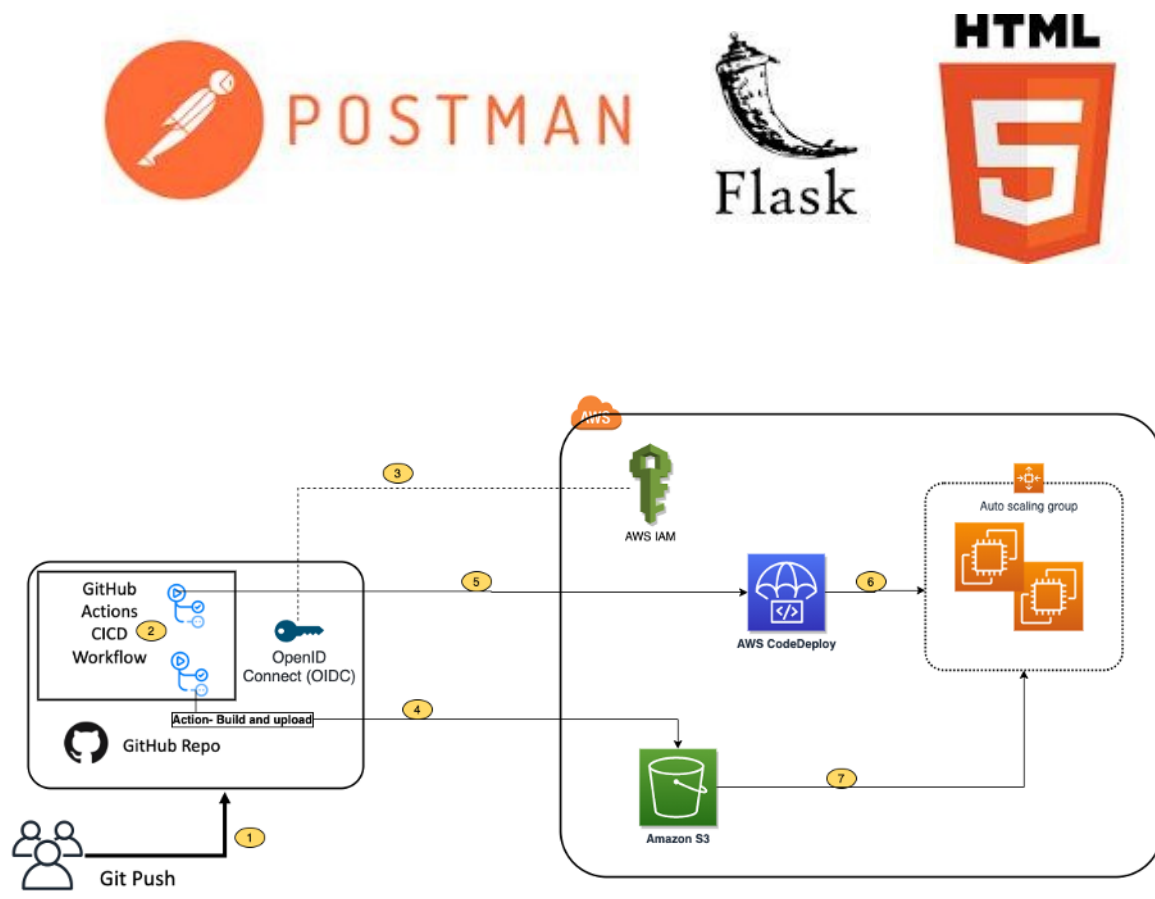 POSTMAN
Flask
HTML
5
AWS
3
AWS IAM
Auto scaling group
GitHub
Actions
CICD
Workflow
2
OpenID
Connect (OIDC)
5
</>
AWS CodeDeploy
6
Action- Build and upload
4
GitHub Repo
Amazon S3
7
1
Git Push